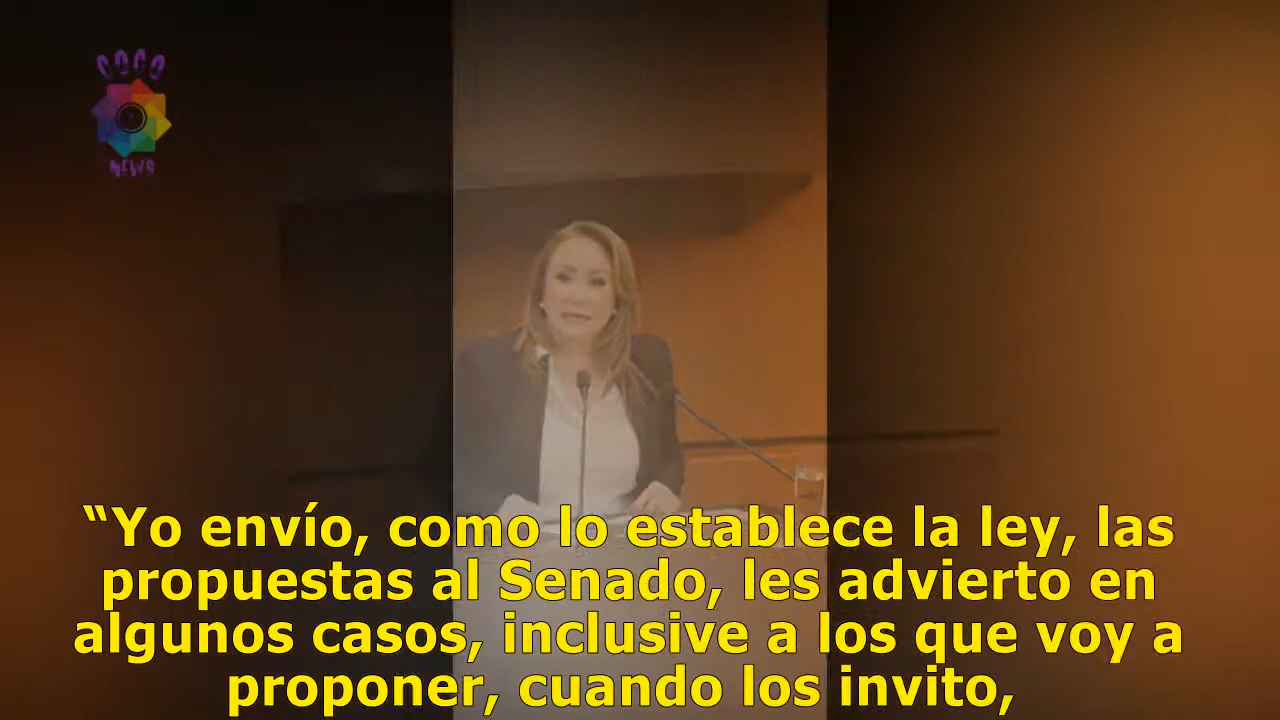 COCO
NEWS
“Yo envío, como lo establece la ley, las
propuestas al Senado, les advierto en
algunos casos, inclusive a los que voy a
proponer, cuando los invito,